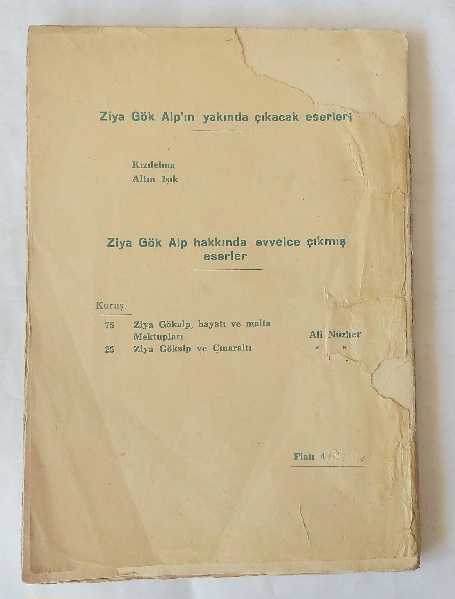 Ziya Gök Alp'ın yakında çıkacak eserleri
Kızılelma
Altın Işık
Ziya Gök Alp hakkında evvelce çıkmış
eserler
Kuruş
75 Ziya Gökalp, hayatı ve malta
Mektupları Ali Nüzhet
25 Ziya Gökalp ve Cınaraltı " "
Fiatı